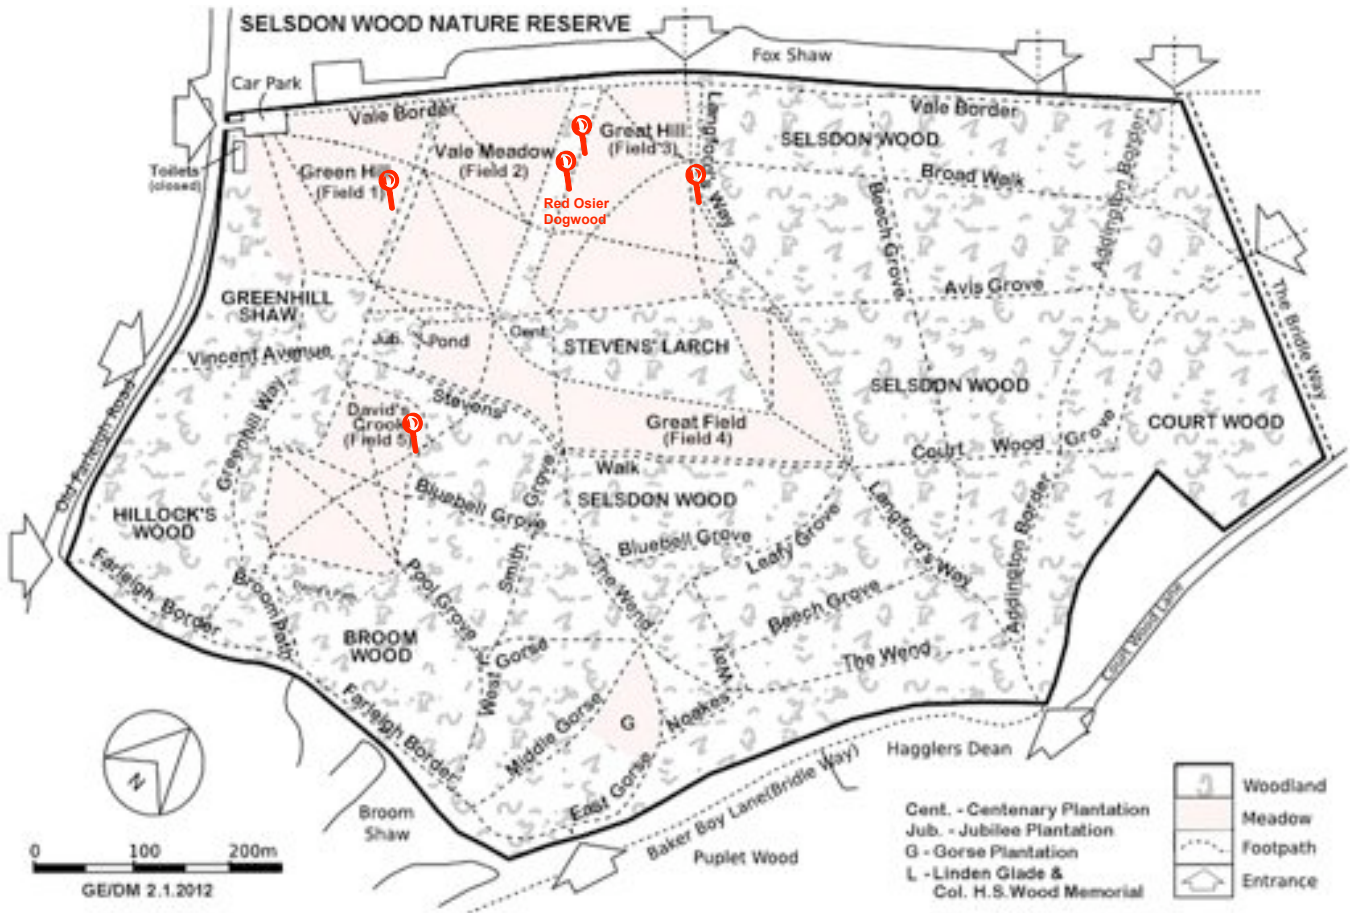 SELSDON WOOD NATURE RESERVE
Fox Shaw
Car Park
Vale Border
Vale Border
Toilets
(closed)
Green Hill
(Field 1)
Vale Meadow
(Field 2)
Great Hill
(Field 3)
Langford's Way
SELSDON WOOD
Broad Walk
Beech Grove
Addington Border
Red Osier
Dogwood
Avis Grove
The Bridle Way
GREENHILL
SHAW
Vincent Avenue
Jub.
Pond
Cent.
STEVENS' LARCH
SELSDON WOOD
Old Farleigh Road
Greenhill Way
David's
Crook
(Field 5)
Stevens
Great Field
(Field 4)
Walk
Court Wood Grove
COURT WOOD
HILLOCK'S
WOOD
Bluebell Grove
Smith Grove
SELSDON WOOD
Bluebell Grove
Leafy Grove
Langford's Way
Addington Border
Farleigh Border
Broom Path
Pool Grove
The Wend
Beech Grove
BROOM
WOOD
West Gorse
The Wend
Court Wood Lane
Farleigh Border
Middle Gorse
G
Noakes Way
East Gorse
Hagglers Dean
Baker Boy Lane(Bridle Way)
Broom
Shaw
Puplet Wood
N
0 100 200m
GE/DM 2.1.2012
Cent. - Centenary Plantation
Jub. - Jubilee Plantation
G - Gorse Plantation
L - Linden Glade &
Col. H.S.Wood Memorial
Woodland
Meadow
Footpath
Entrance